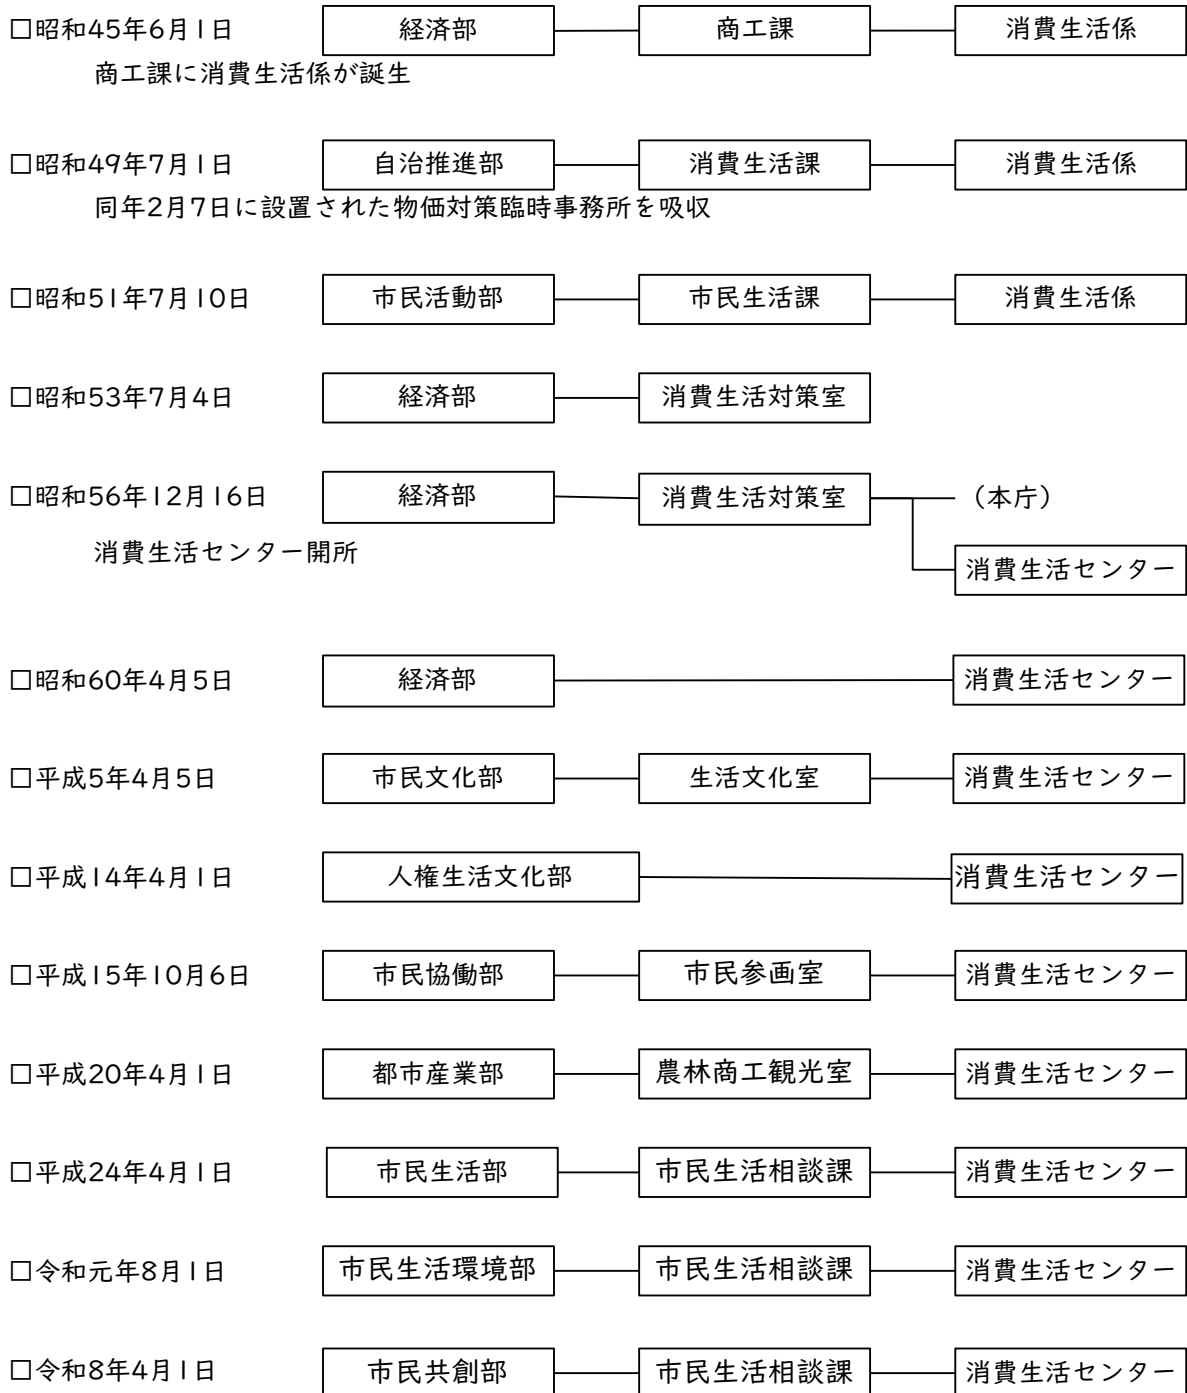 □昭和45年6月1日 経済部 商工課 消費生活係
商工課に消費生活係が誕生
□昭和49年7月1日 自治推進部 消費生活課 消費生活係
同年2月7日に設置された物価対策臨時事務所を吸収
□昭和51年7月10日 市民活動部 市民生活課 消費生活係
□昭和53年7月4日 経済部 消費生活対策室
□昭和56年12月16日 経済部 消費生活対策室 （本庁）
消費生活センター開所
消費生活センター
□昭和60年4月5日 経済部 消費生活センター
□平成5年4月5日 市民文化部 生活文化室 消費生活センター
□平成14年4月1日 人権生活文化部 消費生活センター
□平成15年10月6日 市民協働部 市民参画室 消費生活センター
□平成20年4月1日 都市産業部 農林商工観光室 消費生活センター
□平成24年4月1日 市民生活部 市民生活相談課 消費生活センター
□令和元年8月1日 市民生活環境部 市民生活相談課 消費生活センター
□令和8年4月1日 市民共創部 市民生活相談課 消費生活センター